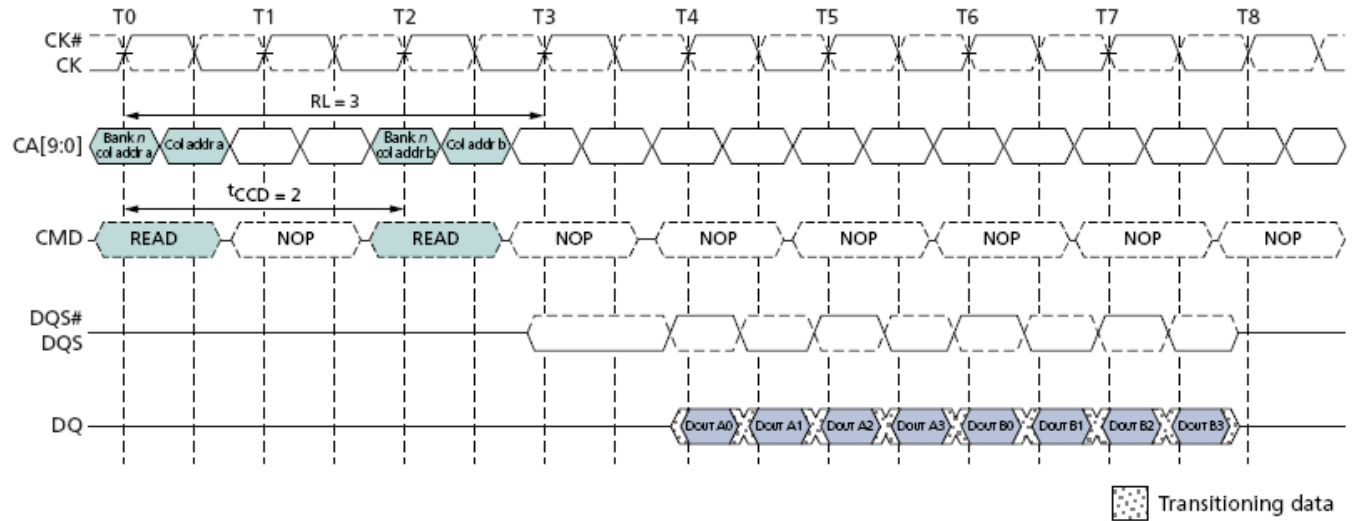 T0 T1 T2 T3 T4 T5 T6 T7 T8
CK#
CK
RL = 3
CA[9:0]
Bank n
col addr a
Col addr a
Bank n
col addr b
Col addr b
tCCD = 2
CMD
READ NOP READ NOP NOP NOP NOP NOP NOP
DQS#
DQS
DQ
DOUT A0 DOUT A1 DOUT A2 DOUT A3 DOUT B0 DOUT B1 DOUT B2 DOUT B3
Transitioning data